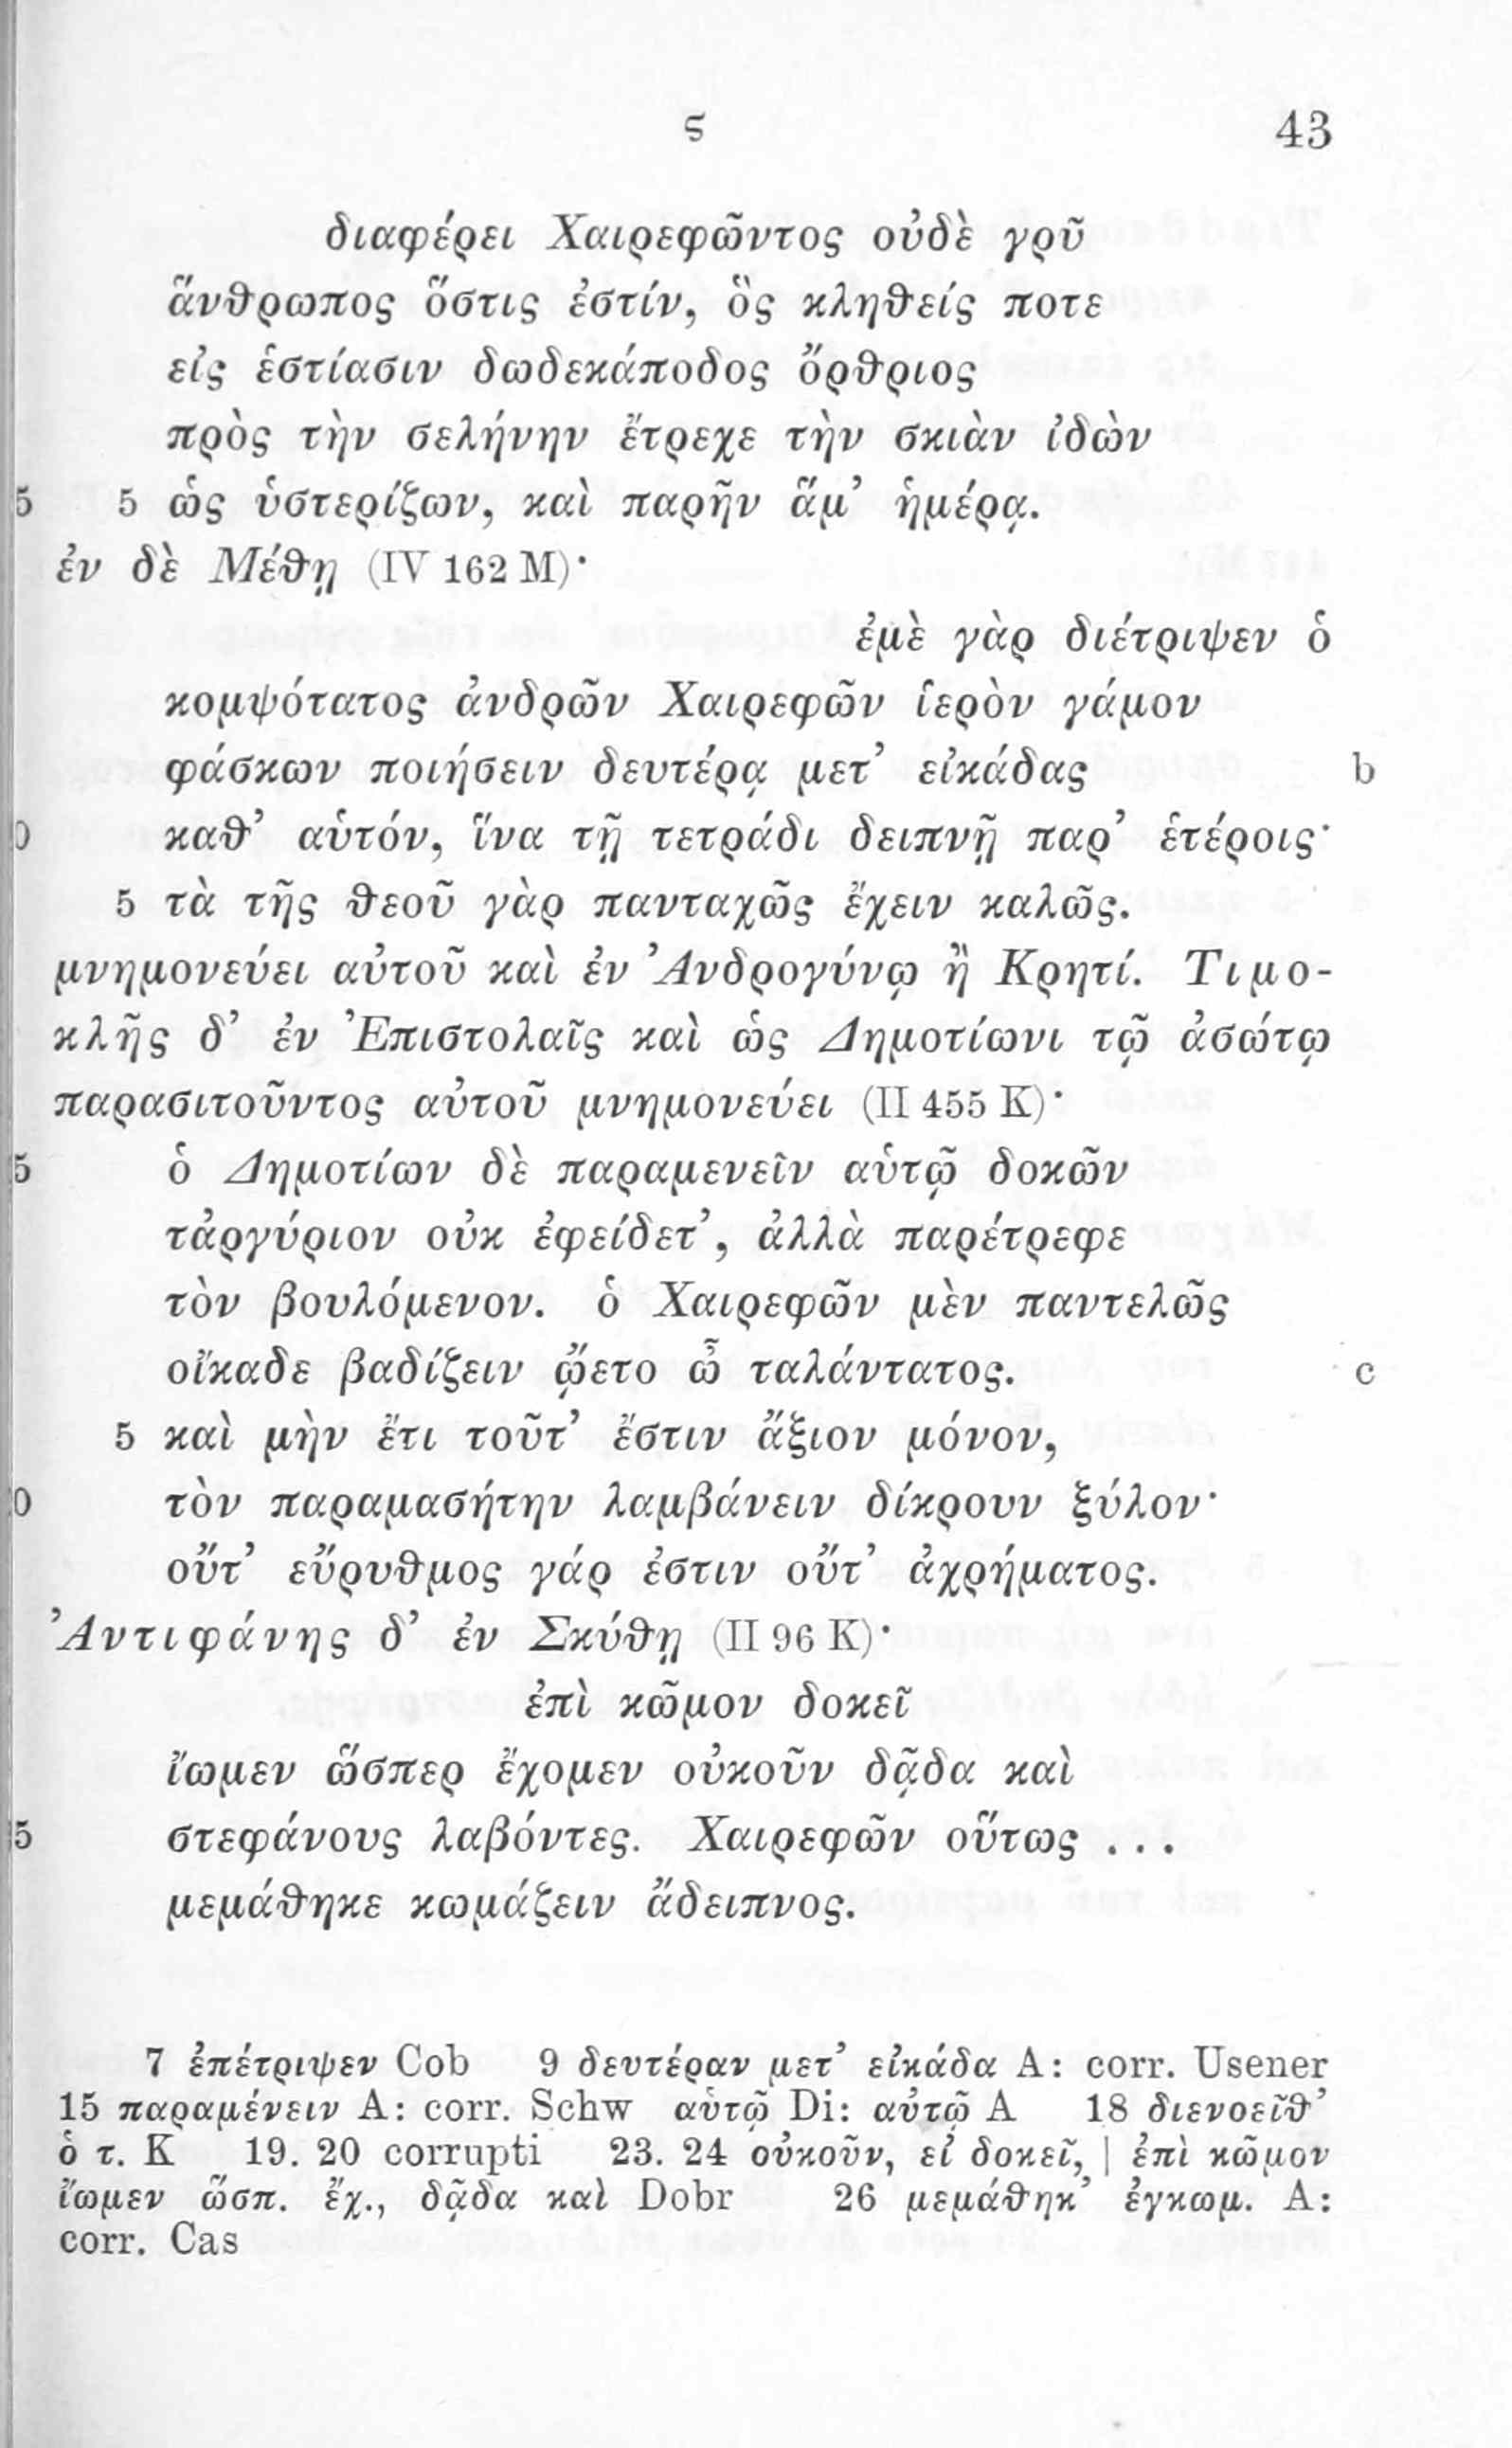 ς 43
διαφέρει Χαιρεφῶντος οὐδὲ γρῦ
ἄνθρωπος ὅστις ἐστίν, ὃς κληθείς ποτε
εἰς ἑστίασιν δωδεκάποδος ὄρθριος
πρὸς τὴν σελήνην ἔτρεχε τὴν σκιὰν ἰδὼν
5 5 ὡς ὑστερίζων, καὶ παρῆν ἅμ’ ἡμέρᾳ.
ἐν δὲ Μέθῃ (IV 162 M)·
ἐμὲ γὰρ διέτριψεν ὁ
κομψότατος ἀνδρῶν Χαιρεφῶν ἱερὸν γάμον
φάσκων ποιήσειν δευτέρᾳ μετ’ εἰκάδας b
0 καθ’ αὑτόν, ἵνα τῇ τετράδι δειπνῇ παρ’ ἑτέροις·
5 τὰ τῆς θεοῦ γὰρ πανταχῶς ἔχειν καλῶς.
μνημονεύει αὐτοῦ καὶ ἐν Ἀνδρογύνῳ ἢ Κρητί. Τιμο-
κλῆς δ’ ἐν Ἐπιστολαῖς καὶ ὡς Δημοτίωνι τῷ ἀσώτῳ
παρασιτοῦντος αὐτοῦ μνημονεύει (II 455 K)·
5 ὁ Δημοτίων δὲ παραμενεῖν αὑτῷ δοκῶν
τἀργύριον οὐκ ἐφείδετ’, ἀλλὰ παρέτρεφε
τὸν βουλόμενον. ὁ Χαιρεφῶν μὲν παντελῶς
οἴκαδε βαδίζειν ᾤετο ὦ ταλάντατος. c
5 καὶ μὴν ἔτι τοῦτ’ ἔστιν ἄξιον μόνον,
0 τὸν παραμασήτην λαμβάνειν δίκρουν ξύλον·
οὔτ’ εὔρυθμος γάρ ἐστιν οὔτ’ ἀχρήματος.
Ἀντιφάνης δ’ ἐν Σκύθῃ (II 96 K)·
ἐπὶ κῶμον δοκεῖ
ἴωμεν ὥσπερ ἔχομεν οὐκοῦν δᾷδα καὶ
5 στεφάνους λαβόντες. Χαιρεφῶν οὕτως . . .
μεμάθηκε κωμάζειν ἄδειπνος.
7 ἐπέτριψεν Cob 9 δευτέραν μετ’ εἰκάδα A: corr. Usener
15 παραμένειν A: corr. Schw αὑτῷ Di: αὐτῷ A 18 διενοεῖθ’
ὁ τ. K 19. 20 corrupti 23. 24 οὐκοῦν, εἰ δοκεῖ, | ἐπὶ κῶμον
ἴωμεν ὥσπ. ἔχ., δᾷδα καὶ Dobr 26 μεμάθηκ’ ἐγκωμ. A:
corr. Cas